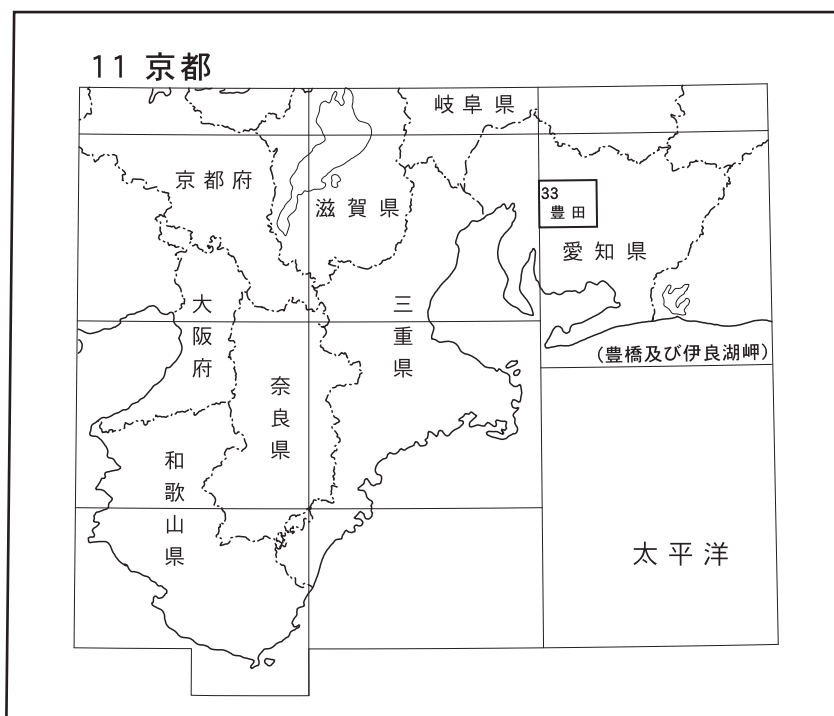 11 京都
岐阜県
京都府
滋賀県
33
豊田
愛知県
大阪府
三重県
(豊橋及び伊良湖岬)
奈良県
和歌山県
太平洋